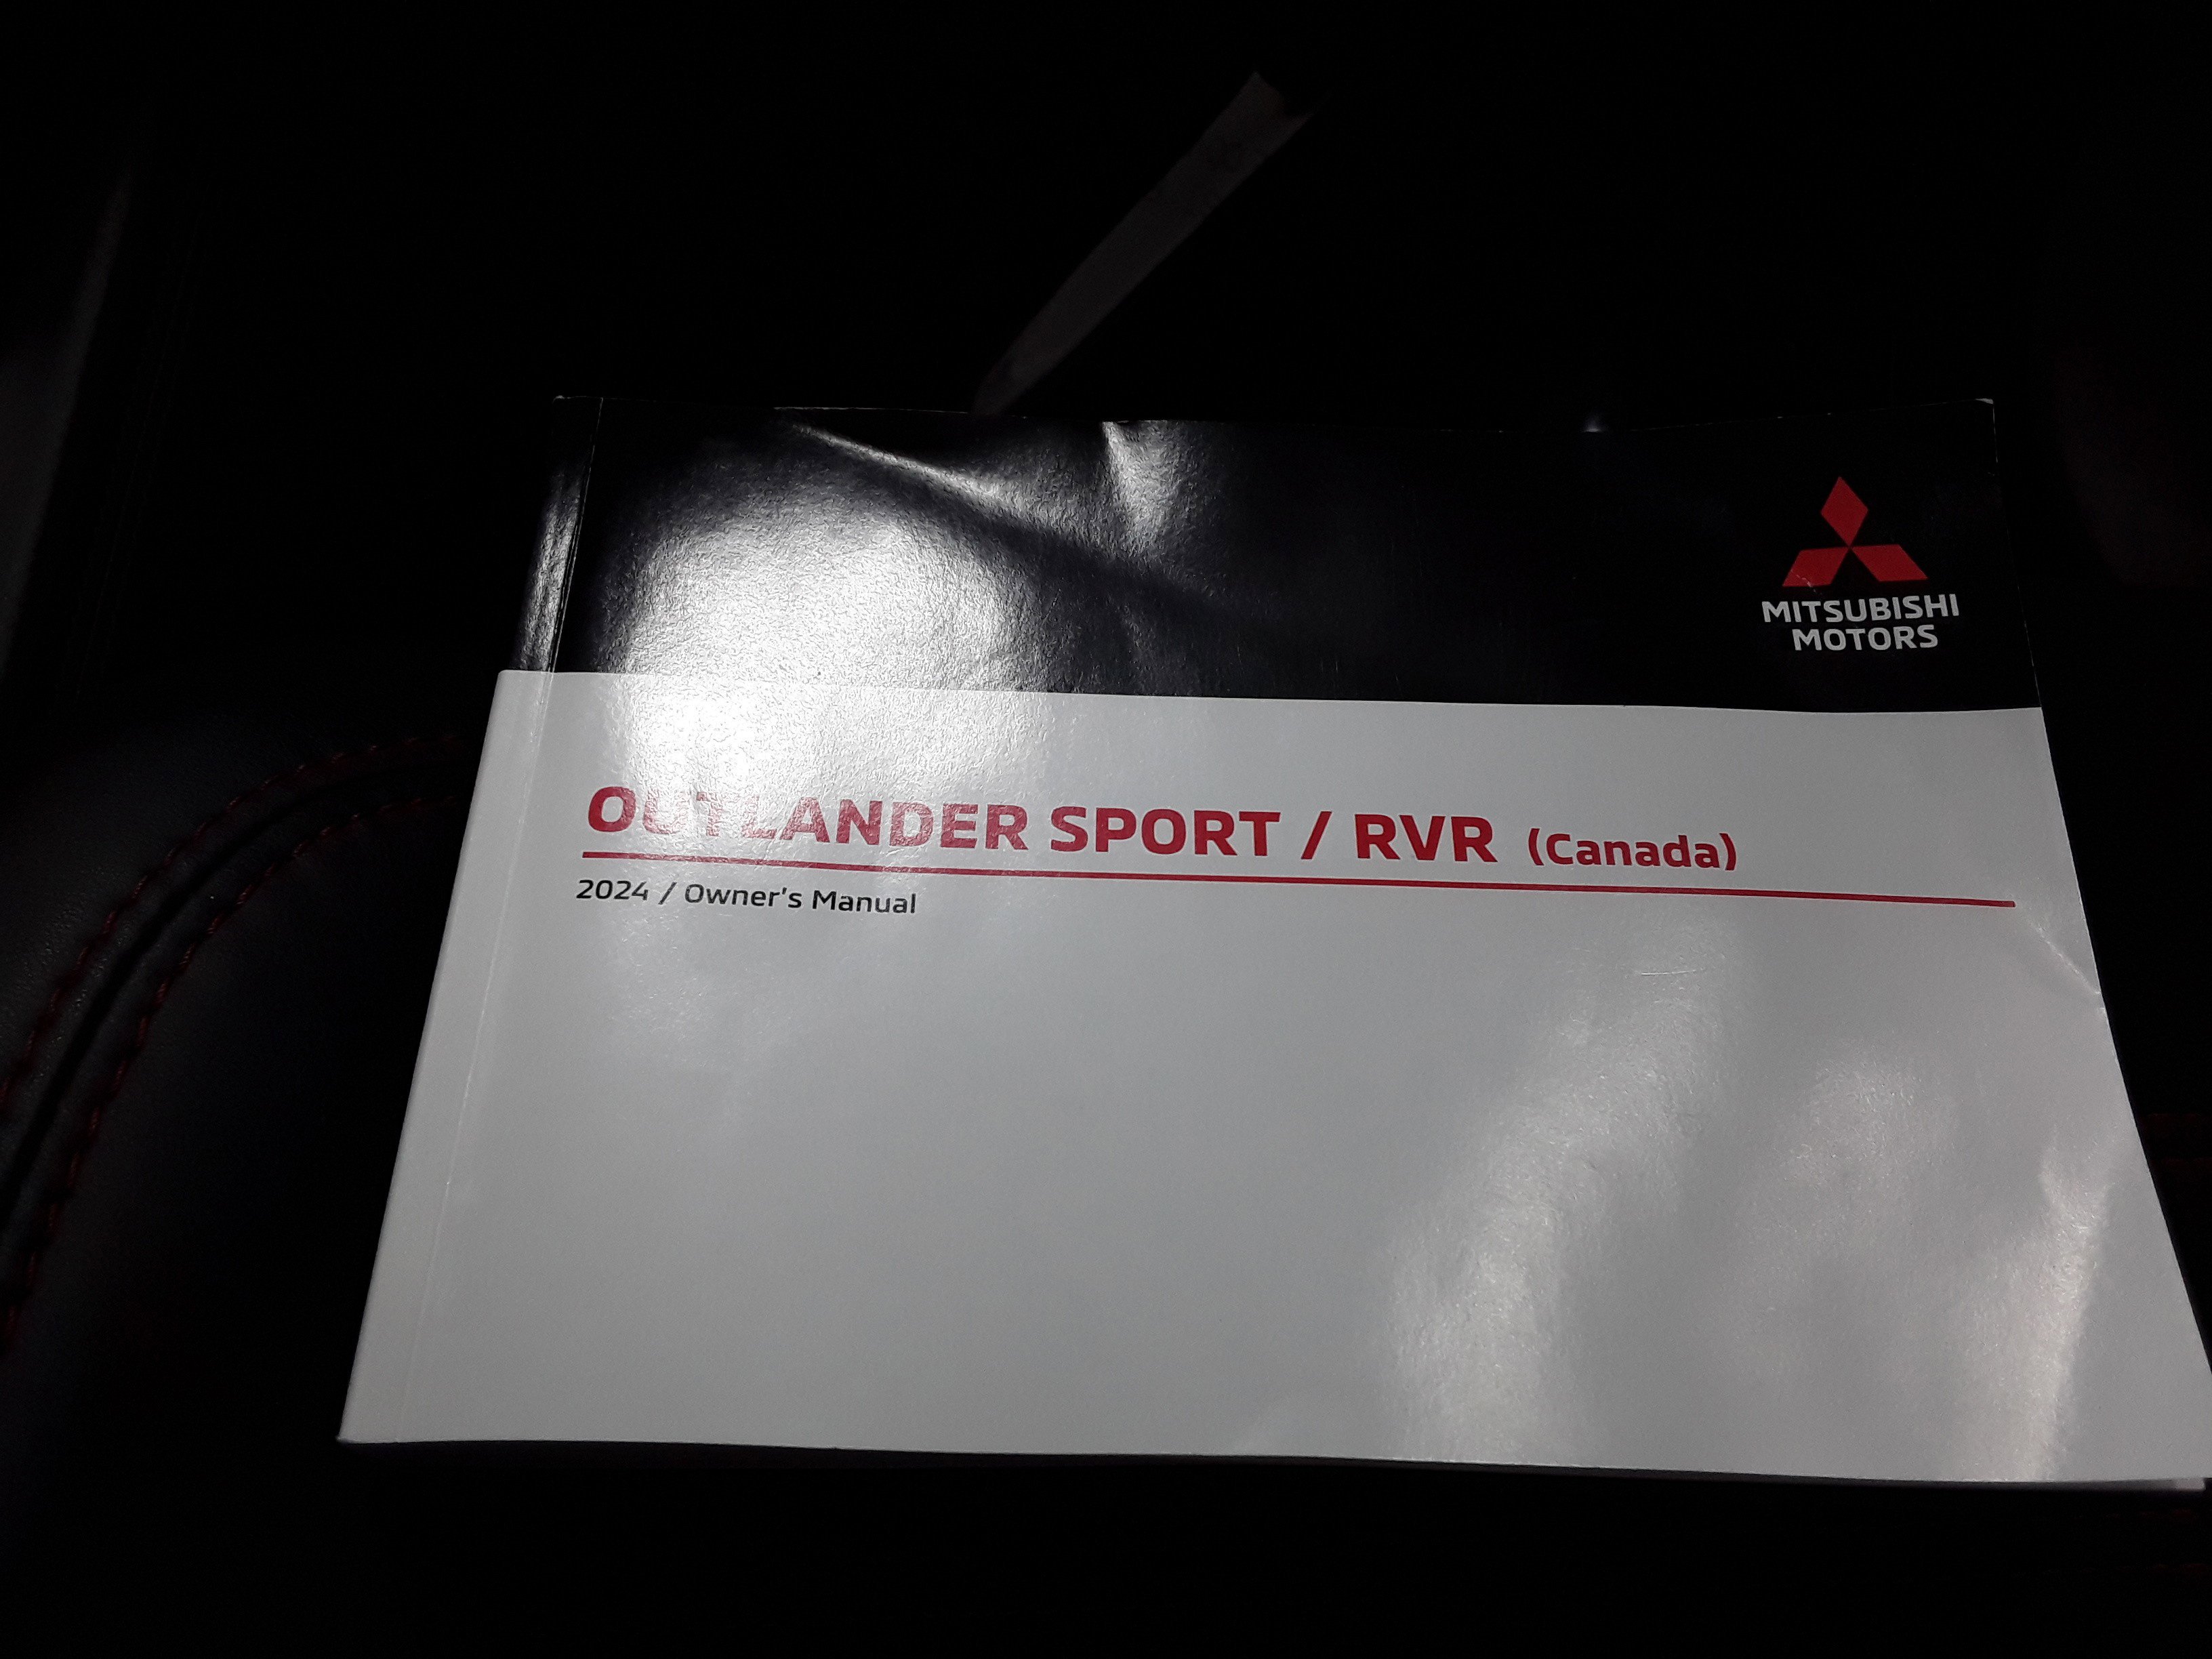 MITSUBISHI
MOTORS
OUTLANDER SPORT / RVR (Canada)
2024 / Owner's Manual